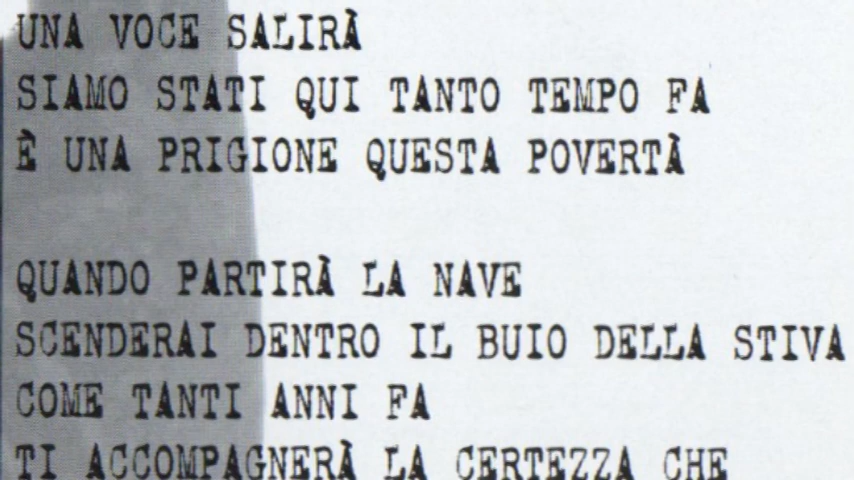 UNA VOCE SALIRÀ
SIAMO STATI QUI TANTO TEMPO FA
È UNA PRIGIONE QUESTA POVERTÀ
QUANDO PARTIRÀ LA NAVE
SCENDERAI DENTRO IL BUIO DELLA STIVA
COME TANTI ANNI FA
TI ACCOMPAGNERÀ LA CERTEZZA CHE